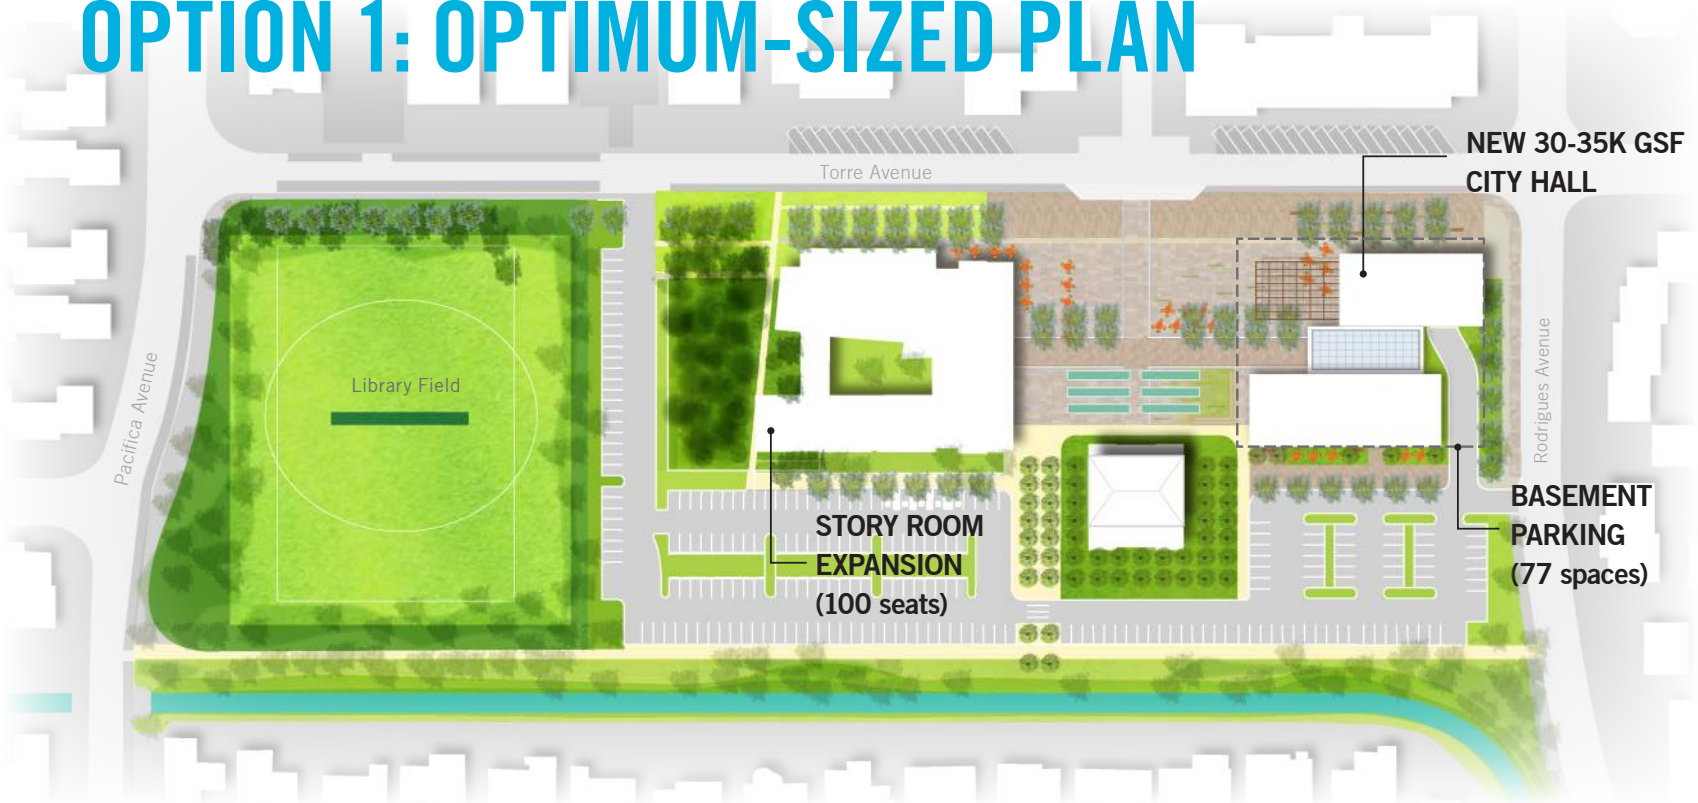 OPTION 1: OPTIMUM-SIZED PLAN
NEW 30-35K GSF
CITY HALL
Torre Avenue
Library Field
Pacifica Avenue
Rodrigues Avenue
STORY ROOM
EXPANSION
(100 seats)
BASEMENT
PARKING
(77 spaces)